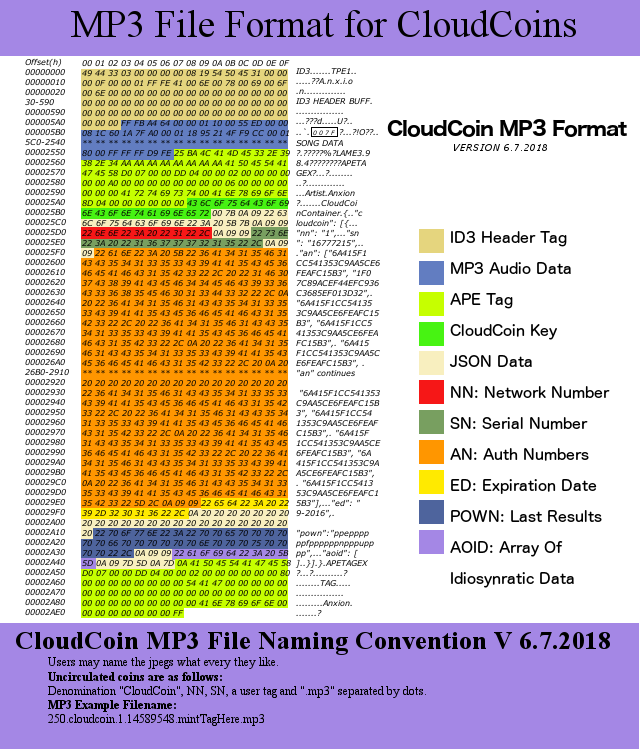 MP3 File Format for CloudCoins
Offset(h) 00 01 02 03 04 05 06 07 08 09 0A 0B 0C 0D 0E 0F
00000000 49 44 33 03 00 00 00 00 08 19 54 50 45 31 00 00 ID3.......TPE1..
00000010 00 0F 00 00 01 FF FE 41 00 6E 00 78 00 69 00 6F .....??A.n.x.i.o
00000020 00 6E 00 00 00 00 00 00 00 00 00 00 00 00 00 00 .n..............
30-590 00 00 00 00 00 00 00 00 00 00 00 00 00 00 00 00 ID3 HEADER BUFF.
00000590 00 00 00 00 00 00 00 00 00 00 00 00 00 00 00 00 ................
000005A0 00 00 00 FF FB A4 64 00 01 10 00 55 ED 00 00 ...???d....U?..
000005B0 08 1C 60 1A 7F A0 00 01 18 95 21 4F F9 CC 00 01 ..`. 007F ?...?!O??..
5C0-2540 ** ** ** ** ** ** ** ** ** ** ** ** ** ** ** ** SONG DATA
00002550 80 00 FF FF FF D9 FE 25 BA 4C 41 4D 45 33 2E 39 ?.?????%?LAME3.9
00002560 38 2E 34 AA AA AA AA AA AA AA 41 50 45 54 41 8.4????????APETA
00002570 47 45 58 D0 07 00 00 DD 04 00 00 02 00 00 00 00 GEX?...?:.......
00002580 00 00 A0 00 00 00 00 00 00 00 00 06 00 00 00 00 ..?.............
00002590 00 00 00 41 72 74 69 73 74 00 41 6E 78 69 6F 6E ...Artist.Anxion
000025A0 8D 04 00 00 00 00 00 43 6C 6F 75 64 43 6F 69 ?.......CloudCoi
000025B0 6E 43 6F 6E 74 61 69 6E 65 72 00 7B 0A 09 22 63 nContainer.{.."c
000025C0 6C 6F 75 64 63 6F 69 6E 22 3A 20 5B 7B 0A 09 09 loudcoin": [{...
000025D0 22 6E 6E 22 3A 20 22 31 22 2C 0A 09 09 22 73 6E "nn": "1",..."sn
000025E0 22 3A 20 22 31 36 37 37 37 32 31 35 22 2C 0A 09 ": "16777215",..
000025F0 09 22 61 6E 22 3A 20 5B 22 36 41 34 31 35 46 31 ."an": ["6A415F1
00002600 43 43 35 34 31 33 35 33 43 39 41 41 35 43 45 36 CC541353C9AA5CE6
00002610 46 45 41 46 43 31 35 42 33 22 2C 20 22 31 46 30 FEAFC15B3", "1F0
00002620 37 43 38 39 41 43 45 46 34 34 45 46 43 39 33 36 7C89ACEF44EFC936
00002630 43 33 36 38 35 45 46 30 31 33 44 33 32 22 2C 0A C3685EF013D32",.
00002640 20 22 36 41 34 31 35 46 31 43 43 35 34 31 33 35 "6A415F1CC54135
00002650 33 43 39 41 41 35 43 45 36 46 45 41 46 43 31 35 3C9AA5CE6FEAFC15
00002660 42 33 22 2C 20 22 36 41 34 31 35 46 31 43 43 35 B3", "6A415F1CC5
00002670 34 31 33 35 33 43 39 41 41 35 43 45 36 46 45 41 41353C9AA5CE6FEA
00002680 46 43 31 35 42 33 22 2C 0A 20 22 36 41 34 31 35 FC15B3",. "6A415
00002690 46 31 43 43 35 34 31 33 35 33 43 39 41 41 35 43 F1CC541353C9AA5C
000026A0 45 36 46 45 41 46 43 31 35 42 33 22 2C 20 0A 20 E6FEAFC15B3", .
26B0-2910 ** ** ** ** ** ** ** ** ** ** ** ** ** ** ** ** "an" continues
00002920 20 20 20 20 20 20 20 20 20 20 20 20 20 20 20 20
00002930 22 36 41 34 31 35 46 31 43 43 35 34 31 33 35 33 "6A415F1CC541353
00002940 43 39 41 41 35 43 45 36 46 45 41 46 43 31 35 42 C9AA5CE6FEAFC15B
00002950 33 22 2C 20 22 36 41 34 31 35 46 31 43 43 35 34 3", "6A415F1CC54
00002960 31 33 35 33 43 39 41 41 35 43 45 36 46 45 41 46 1353C9AA5CE6FEAF
00002970 43 31 35 42 33 22 2C 0A 20 22 36 41 34 31 35 46 C15B3",. "6A415F
00002980 31 43 43 35 34 31 33 35 33 43 39 41 41 35 43 45 1CC541353C9AA5CE
00002990 36 46 45 41 46 43 31 35 42 33 22 2C 20 22 36 41 6FEAFC15B3", "6A
000029A0 34 31 35 46 31 43 43 35 34 31 33 35 33 43 39 41 415F1CC541353C9A
000029B0 41 35 43 45 36 46 45 41 46 43 31 35 42 33 22 2C A5CE6FEAFC15B3",
000029C0 0A 20 22 36 41 34 31 35 46 31 43 43 35 34 31 33 . "6A415F1CC5413
000029D0 35 33 43 39 41 41 35 43 45 36 46 45 41 46 43 31 53C9AA5CE6FEAFC1
000029E0 35 42 33 22 5D 2C 0A 09 09 22 65 64 22 3A 20 22 5B3"],..."ed": "
000029F0 39 2D 32 30 31 36 22 2C 0A 20 20 20 20 20 20 20 9-2016",.
00002A00 20 20 20 20 20 20 20 20 20 20 20 20 20 20 20 20
00002A10 20 22 70 6F 77 6E 22 3A 22 70 70 65 70 70 70 70 "pown":"ppepppp
00002A20 70 70 66 70 70 70 70 70 70 6E 70 70 75 70 70 ppfpppppnpppuppp
00002A30 70 70 22 2C 0A 09 09 22 61 6F 69 64 22 3A 20 5B pp",..."aoid": [
00002A40 5D 0A 09 7D 5D 0A 7D 0A 41 50 45 54 41 47 45 58 ]..}].}.APETAGEX
00002A50 D0 07 00 00 DD 04 00 00 02 00 00 00 00 00 00 80 ?...?..........?
00002A60 00 00 00 00 00 00 00 00 54 41 47 00 00 00 00 00 ........TAG.....
00002A70 00 00 00 00 00 00 00 00 00 00 00 00 00 00 00 00 ................
00002A80 00 00 00 00 00 00 00 00 00 41 6E 78 69 6F 6E 00 .........Anxion.
00002AE0 00 00 00 00 00 00 00 FF .......?
CloudCoin MP3 Format
VERSION 6.7.2018
ID3 Header Tag
MP3 Audio Data
APE Tag
CloudCoin Key
JSON Data
NN: Network Number
SN: Serial Number
AN: Auth Numbers
ED: Expiration Date
POWN: Last Results
AOID: Array Of
Idiosynratic Data
CloudCoin MP3 File Naming Convention V 6.7.2018
Users may name the jpegs what every they like.
Uncirculated coins are as follows:
Denomination "CloudCoin", NN, SN, a user tag and ".mp3" separated by dots.
MP3 Example Filename:
250.cloudcoin.1.14589548.mintTagHere.mp3